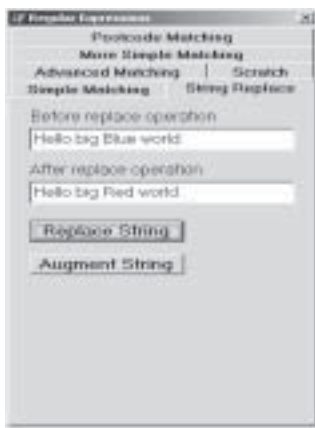 Regular Expressions
Postcode Matching
More Simple Matching
Advanced Matching Scratch
Simple Matching String Replace
Before replace operation
Hello big Blue world
After replace operation
Hello big Red world
Replace String
Augment String